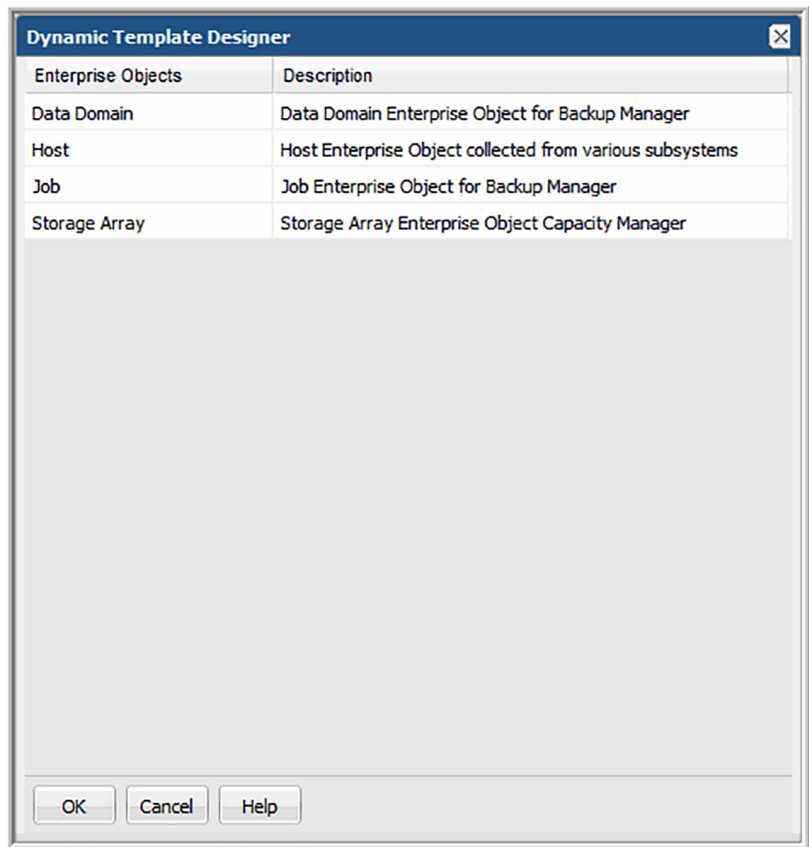 Dynamic Template Designer
Enterprise Objects Description
Data Domain Data Domain Enterprise Object for Backup Manager
Host Host Enterprise Object collected from various subsystems
Job Job Enterprise Object for Backup Manager
Storage Array Storage Array Enterprise Object Capacity Manager
OK Cancel Help